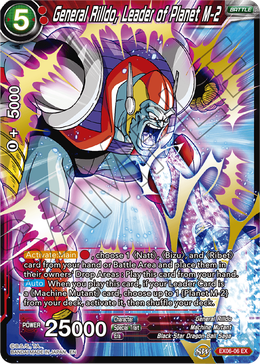 5
General Rilldo, Leader of Planet M-2
BATTLE
0 + 5000
Activate:Main , choose 1 {Natt}, {Bizu}, and {Ribet}
card from your hand or Battle Area and place them in
their owners' Drop Areas: Play this card from your hand.
Auto When you play this card, if your Leader Card is
a 《Machine Mutant》 card, choose up to 1 {Planet M-2}
from your deck, activate it, then shuffle your deck.
Character General Rilldo
Special Trait Machine Mutant
Era Black Star Dragon Ball Saga
POWER 25000
SR EX06-06 EX